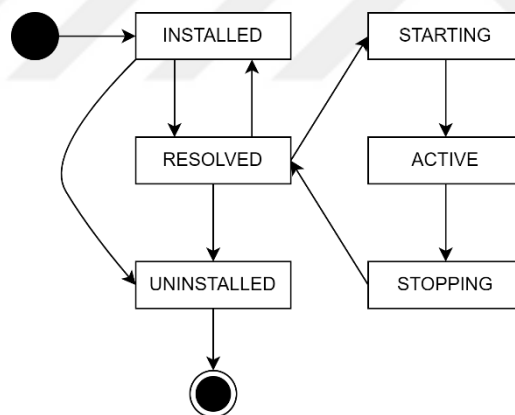 INSTALLED
STARTING
RESOLVED
ACTIVE
UNINSTALLED
STOPPING